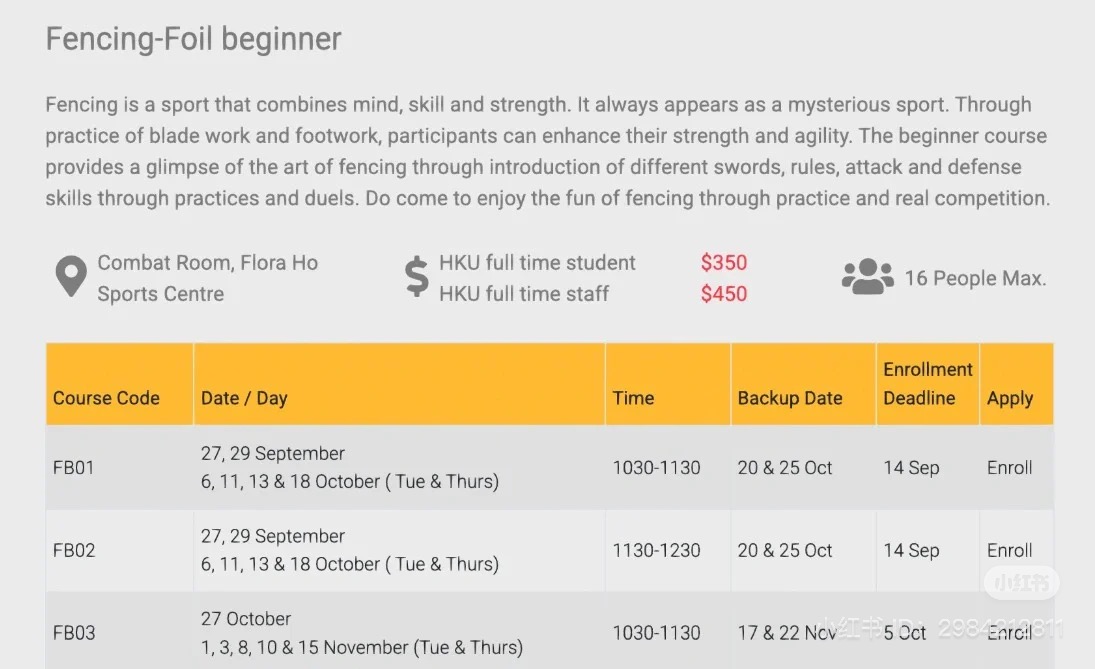 Fencing-Foil beginner
Fencing is a sport that combines mind, skill and strength. It always appears as a mysterious sport. Through
practice of blade work and footwork, participants can enhance their strength and agility. The beginner course
provides a glimpse of the art of fencing through introduction of different swords, rules, attack and defense
skills through practices and duels. Do come to enjoy the fun of fencing through practice and real competition.
Combat Room, Flora Ho
Sports Centre
HKU full time student $350
HKU full time staff $450
16 People Max.
Course Code Date / Day Time Backup Date Enrollment Deadline Apply
FB01
27, 29 September
6, 11, 13 & 18 October ( Tue & Thurs)
1030-1130 20 & 25 Oct 14 Sep Enroll
FB02
27, 29 September
6, 11, 13 & 18 October ( Tue & Thurs)
1130-1230 20 & 25 Oct 14 Sep Enroll
FB03
27 October
1, 3, 8, 10 & 15 November (Tue & Thurs)
1030-1130 17 & 22 Nov 5 Oct Enroll
小红书
小红书 ID: